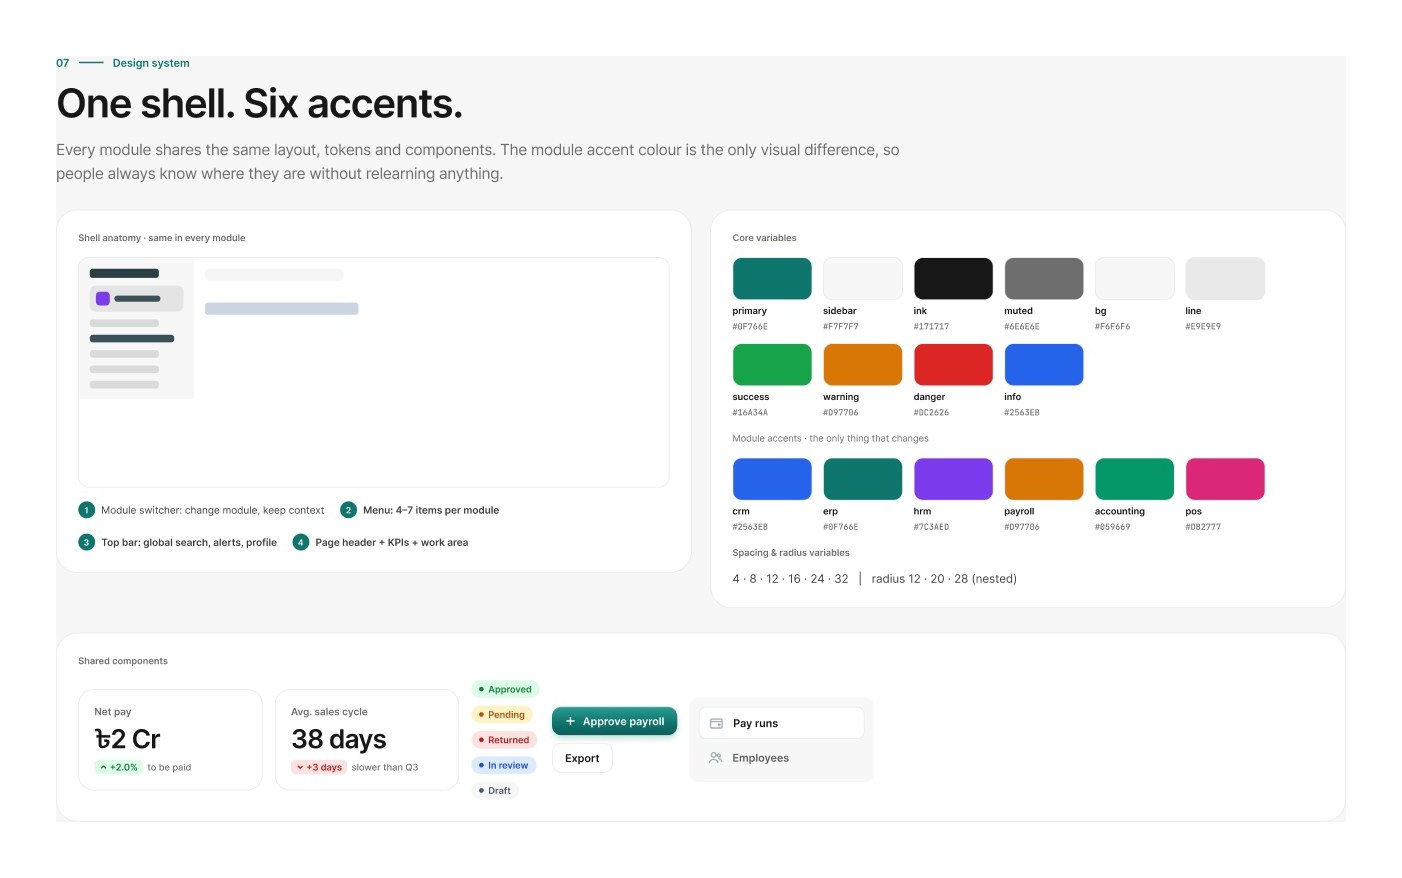 07 — Design system
One shell. Six accents.
Every module shares the same layout, tokens and components. The module accent colour is the only visual difference, so
people always know where they are without relearning anything.
Shell anatomy · same in every module
1 Module switcher: change module, keep context
2 Menu: 4–7 items per module
3 Top bar: global search, alerts, profile
4 Page header + KPIs + work area
Core variables
primary sidebar ink muted bg line
#0F766E #F7F7F7 #171717 #6E6E6E #F6F6F6 #E9E9E9
success warning danger info
#16A34A #D97706 #DC2626 #2563EB
Module accents · the only thing that changes
crm erp hrm payroll accounting pos
#2563EB #0F766E #7C3AED #D97706 #059669 #DB2777
Spacing & radius variables
4 · 8 · 12 · 16 · 24 · 32 | radius 12 · 20 · 28 (nested)
Shared components
Net pay
৳2 Cr
+2.0% to be paid
Avg. sales cycle
38 days
+3 days slower than Q3
Approved
Pending
Returned
In review
Draft
+ Approve payroll
Export
Pay runs
Employees